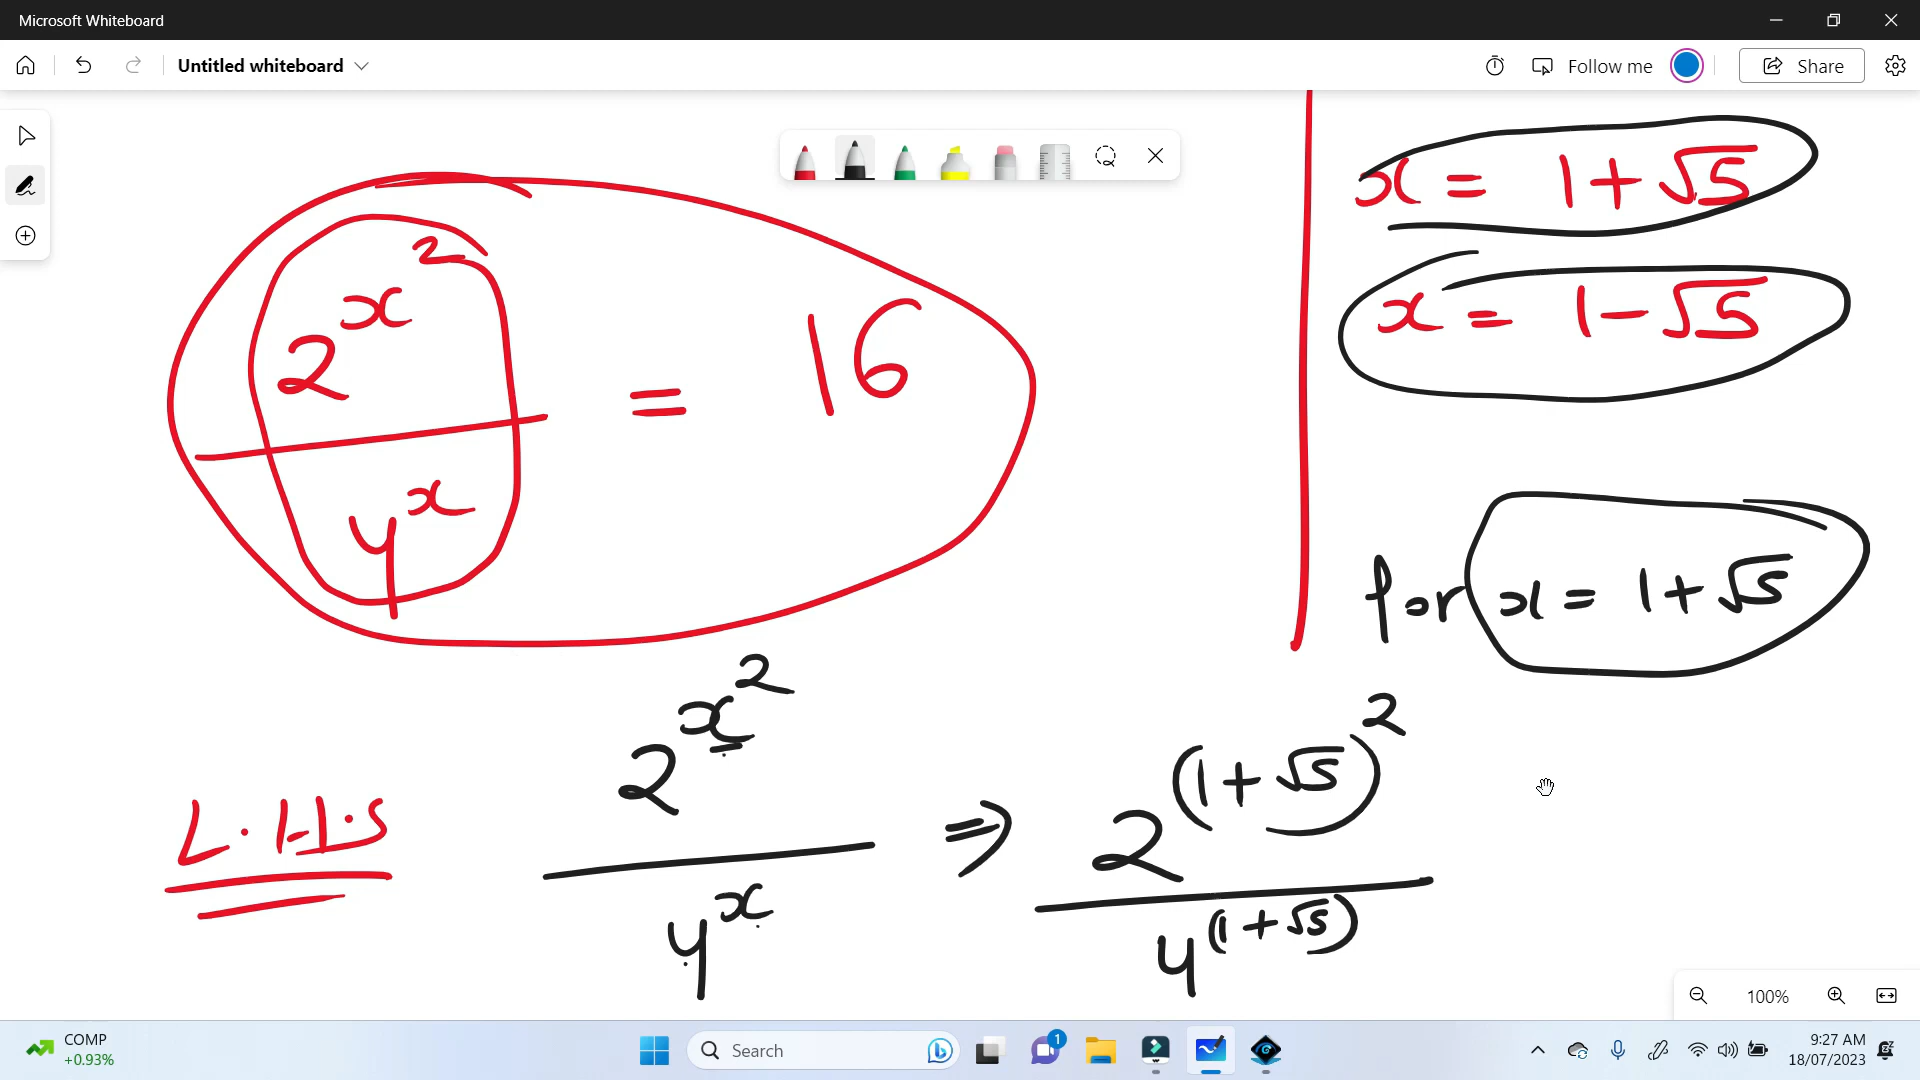 Microsoft Whiteboard
Untitled whiteboard
Follow me
Share
2^{x^2} / 4^x = 16
x = 1 + √5
x = 1 - √5
for x = 1 + √5
L.H.S 2^{x^2} / 4^x ⇒ 2^{(1 + √5)^2} / 4^{(1 + √5)}
100%
COMP
+0.93%
Search
1
9:27 AM
18/07/2023